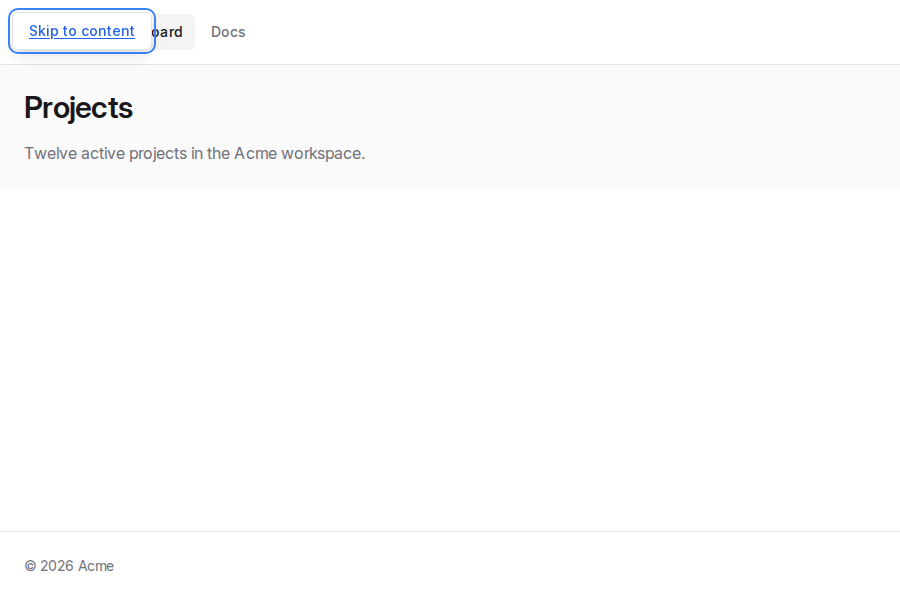 Skip to content
Docs
Projects
Twelve active projects in the Acme workspace.
© 2026 Acme